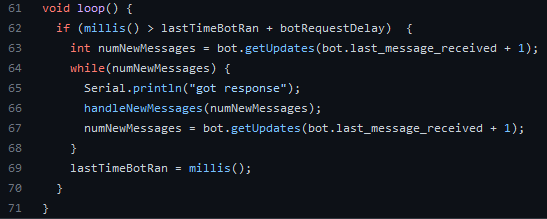 61 void loop() {
62   if (millis() > lastTimeBotRan + botRequestDelay)  {
63     int numNewMessages = bot.getUpdates(bot.last_message_received + 1);
64     while(numNewMessages) {
65       Serial.println("got response");
66       handleNewMessages(numNewMessages);
67       numNewMessages = bot.getUpdates(bot.last_message_received + 1);
68     }
69     lastTimeBotRan = millis();
70   }
71 }